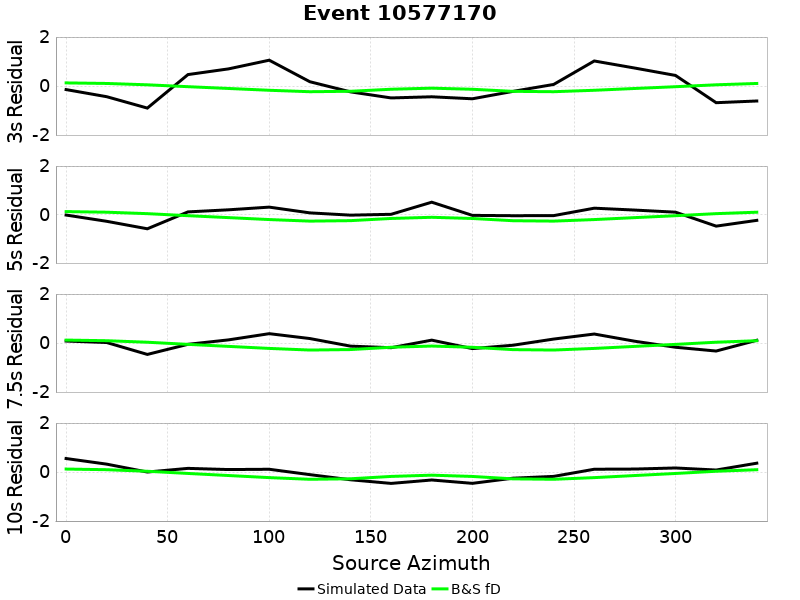 Event 10577170
3s Residual
2
0
-2
5s Residual
2
0
-2
7.5s Residual
2
0
-2
10s Residual
2
0
-2
0 50 100 150 200 250 300
Source Azimuth
Simulated Data B&S fD